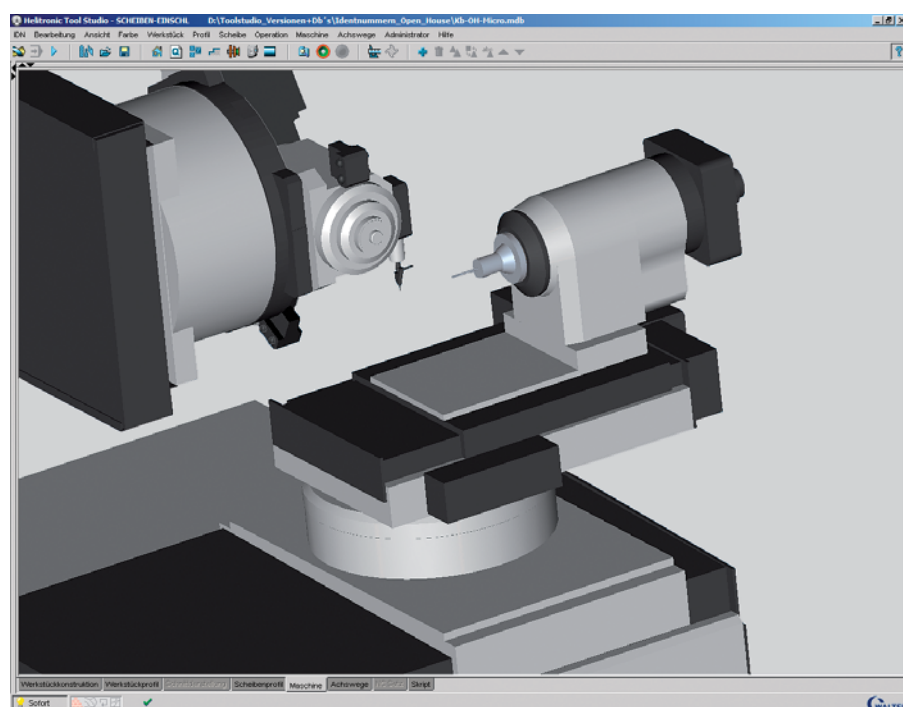 Helitronic Tool Studio - SCHEIBEN-EINSCHL D:\Toolstudio_Versionen+Db's\Identnummern_Open_House\Kb-OH-Micro.mdb
IDN Bearbeitung Ansicht Farbe Werkstück Profil Scheibe Operation Maschine Achswege Administrator Hilfe
Werkstückkonstruktion Werkstückprofil Scheibenprofil Maschine Achswege Skript
Sofort